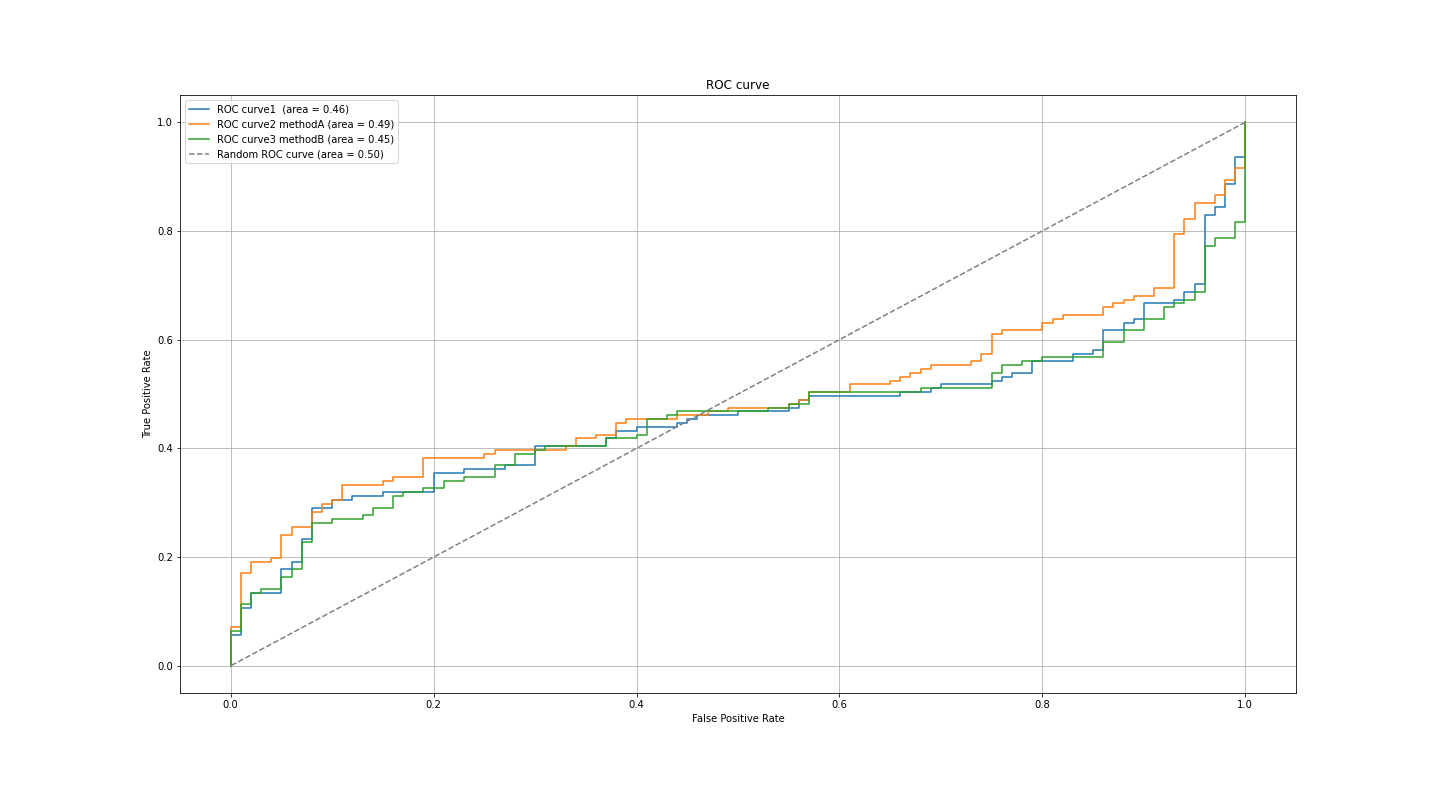 ROC curve
ROC curve1  (area = 0.46)
ROC curve2 methodA (area = 0.49)
ROC curve3 methodB (area = 0.45)
Random ROC curve (area = 0.50)
1.0
0.8
0.6
0.4
0.2
0.0
True Positive Rate
0.0 0.2 0.4 0.6 0.8 1.0
False Positive Rate